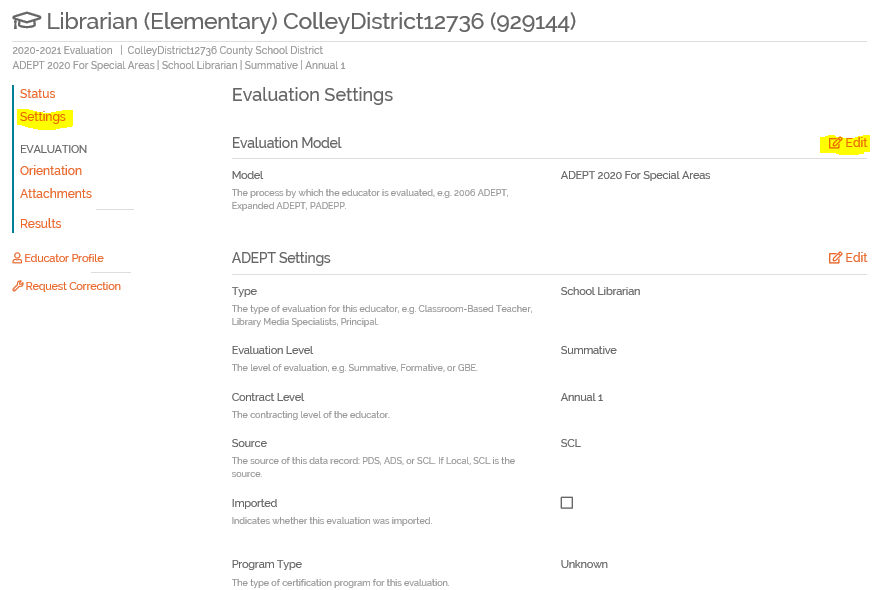 Librarian (Elementary) ColleyDistrict12736 (929144)
2020-2021 Evaluation | ColleyDistrict12736 County School District
ADEPT 2020 For Special Areas | School Librarian | Summative | Annual 1
Status
Settings
EVALUATION
Orientation
Attachments
Results
Educator Profile
Request Correction
Evaluation Settings
Evaluation Model
Edit
Model
ADEPT 2020 For Special Areas
The process by which the educator is evaluated, e.g. 2006 ADEPT,
Expanded ADEPT, PADEPP.
ADEPT Settings
Edit
Type
School Librarian
The type of evaluation for this educator, e.g. Classroom-Based Teacher,
Library Media Specialists, Principal.
Evaluation Level
Summative
The level of evaluation, e.g. Summative, Formative, or GBE.
Contract Level
Annual 1
The contracting level of the educator.
Source
SCL
The source of this data record: PDS, ADS, or SCL. If Local, SCL is the
source.
Imported
Indicates whether this evaluation was imported.
Program Type
Unknown
The type of certification program for this evaluation.